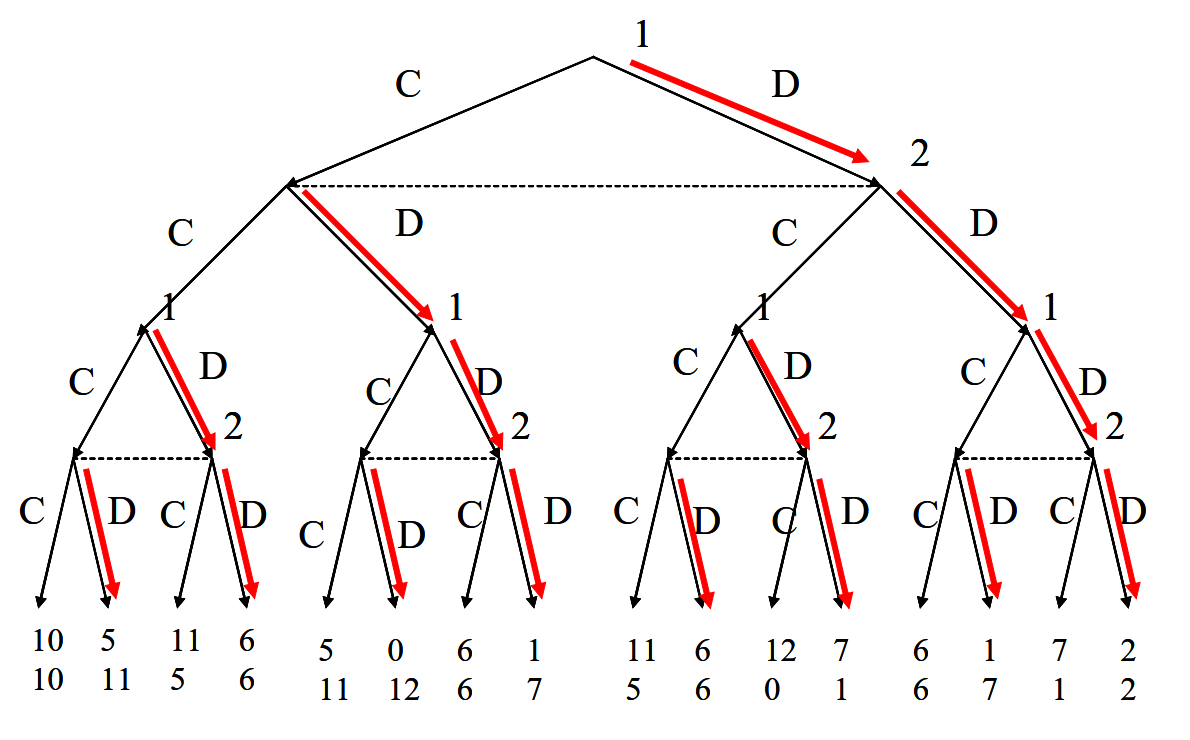 1
C D
2
C D C D
1 1 1 1
C D C D C D C D
2 2 2 2
C D C D C D C D C D C D C D C D
10 5 11 6 5 0 6 1 11 6 12 7 6 1 7 2
10 11 5 6 11 12 6 7 5 6 0 1 6 7 1 2